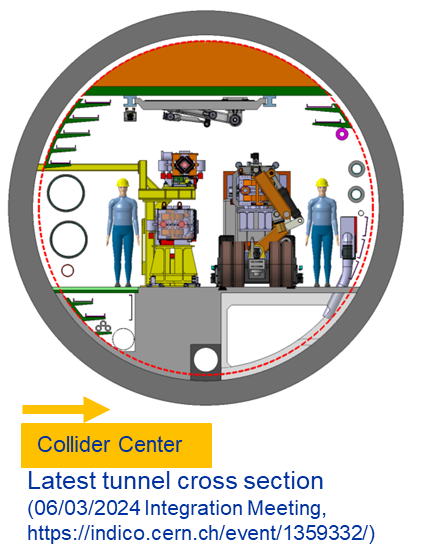 Collider Center
Latest tunnel cross section
(06/03/2024 Integration Meeting,
https://indico.cern.ch/event/1359332/)